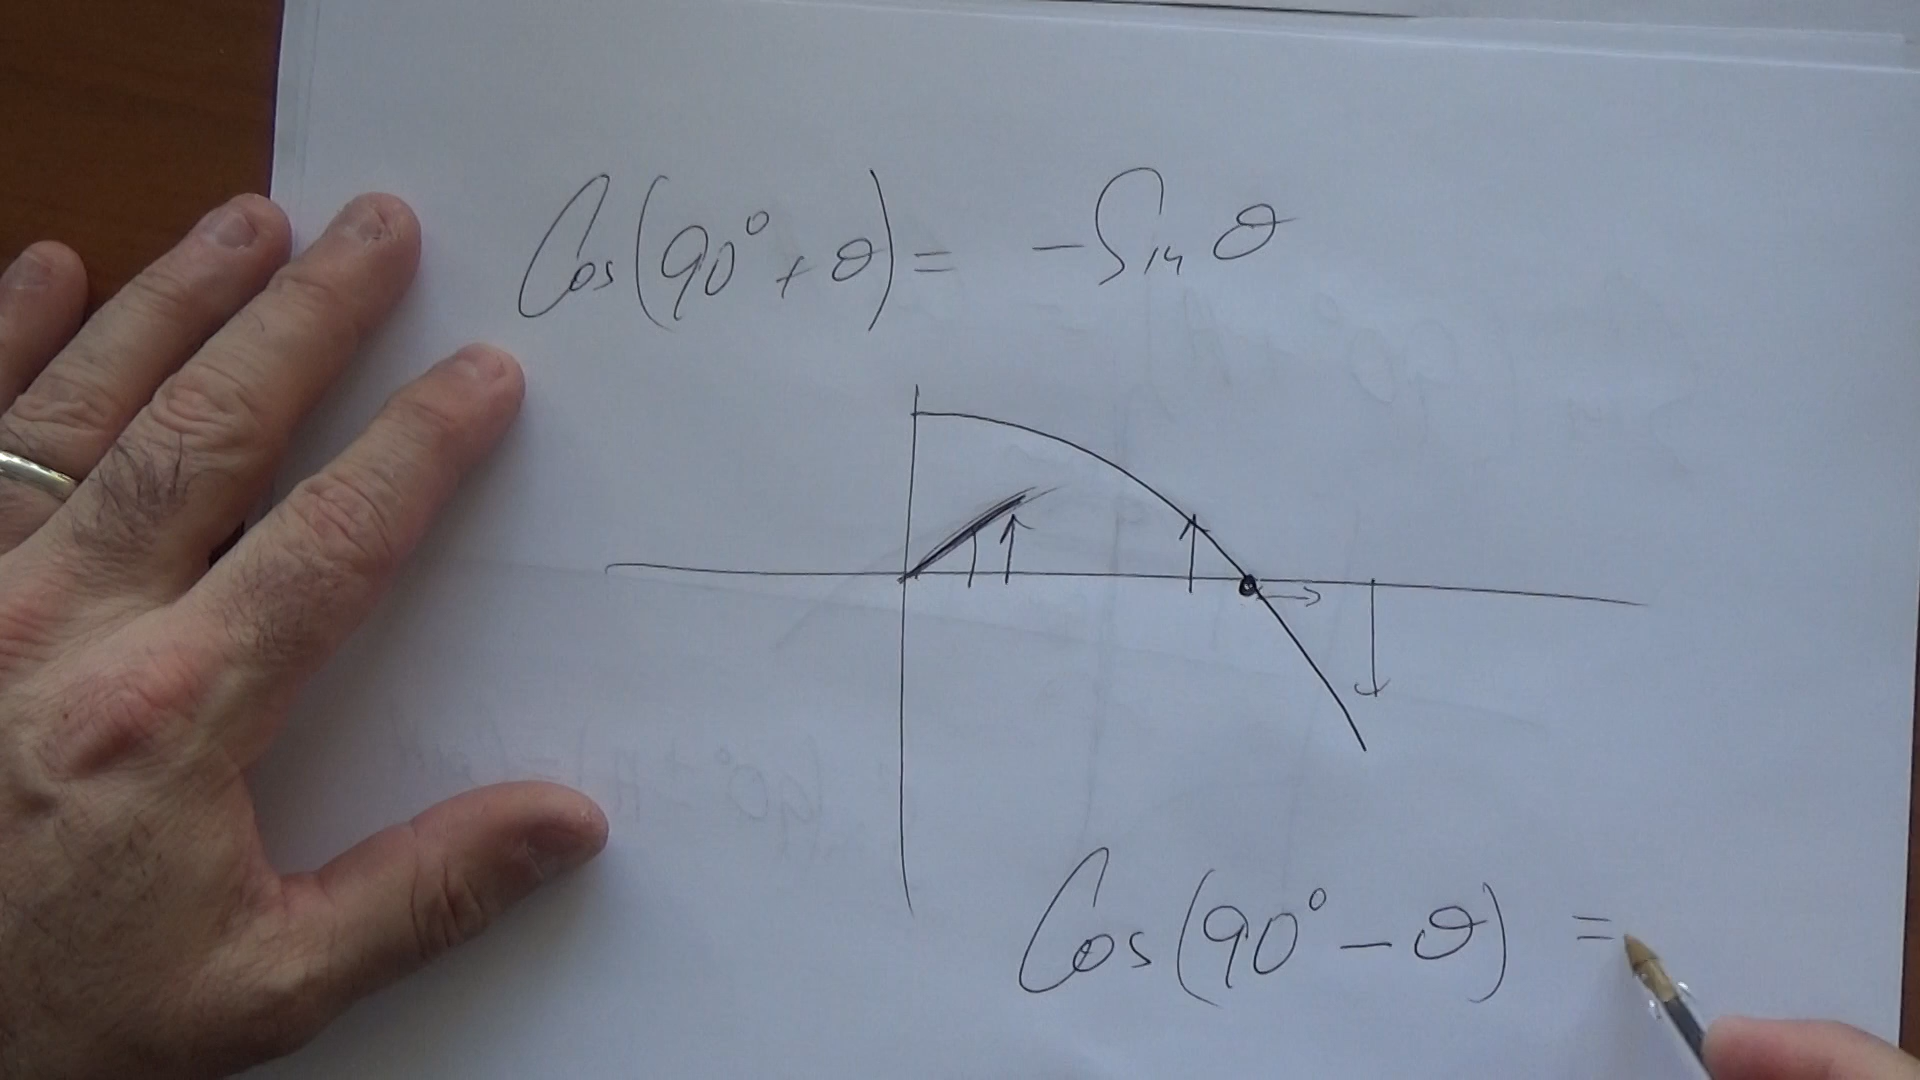 Cos(90° + θ) = -Sin θ
Cos(90° - θ) =